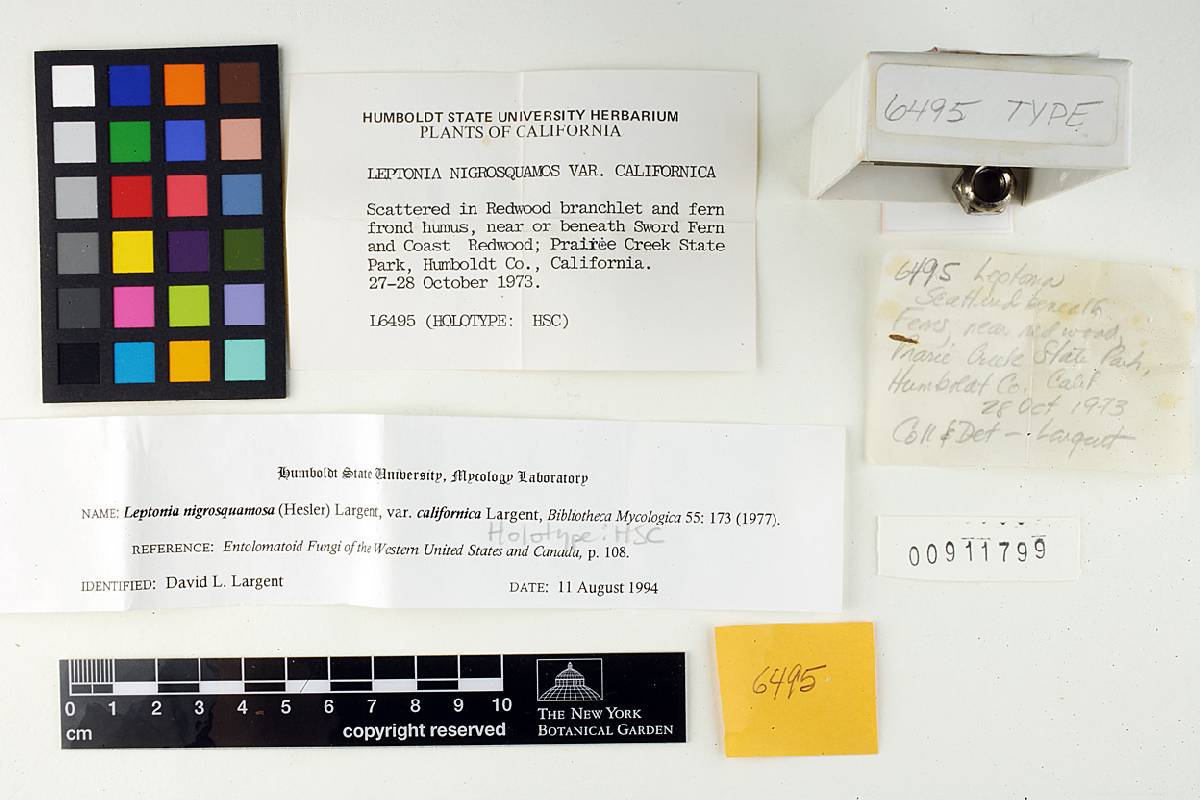 HUMBOLDT STATE UNIVERSITY HERBARIUM
PLANTS OF CALIFORNIA
LEPTONIA NIGROSQUAMOS VAR. CALIFORNICA
Scattered in Redwood branchlet and fern
frond humus, near or beneath Sword Fern
and Coast Redwood; Prairie Creek State
Park, Humboldt Co., California.
27-28 October 1973.
L6495 (HOLOTYPE: HSC)
6495 TYPE
6495 Leptonia
Scattered beneath
Ferns, near redwood,
Prarie Creek State Park,
Humboldt Co. Calif
28 Oct 1973
Coll & Det - Largent
Humboldt State University, Mycology Laboratory
NAME: Leptonia nigrosquamosa (Hesler) Largent, var. californica Largent, Bibliotheca Mycologica 55: 173 (1977).
Holotype: HSC
REFERENCE: Entolomatoid Fungi of the Western United States and Canada, p. 108.
IDENTIFIED: David L. Largent DATE: 11 August 1994
00911799
6495
0 1 2 3 4 5 6 7 8 9 10
cm
copyright reserved
THE NEW YORK
BOTANICAL GARDEN